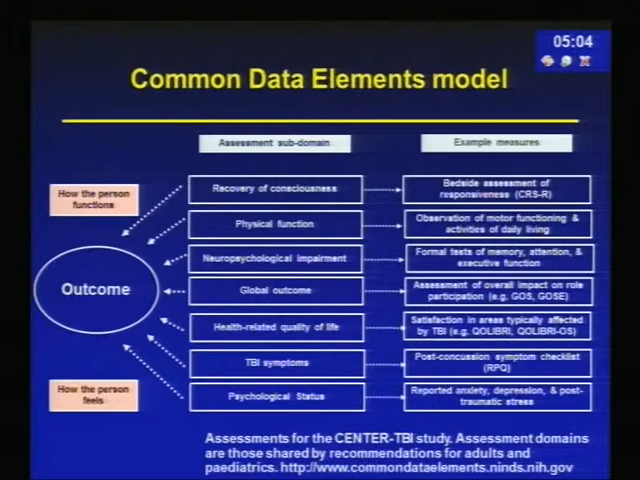 05:04
Common Data Elements model
Assessment sub-domain
Example measures
How the person
functions
Recovery of consciousness
Bedside assessment of
responsiveness (CRS-R)
Physical function
Observation of motor functioning &
activities of daily living
Neuropsychological impairment
Formal tests of memory, attention, &
executive function
Outcome
Global outcome
Assessment of overall impact on role
participation (e.g. GOS, GOSE)
Health-related quality of life
Satisfaction in areas typically affected
by TBI (e.g. QOLIBRI, QOLIBRI-OS)
TBI symptoms
Post-concussion symptom checklist
(RPQ)
How the person
feels
Psychological Status
Reported anxiety, depression, & post-
traumatic stress
Assessments for the CENTER-TBI study. Assessment domains
are those shared by recommendations for adults and
paediatrics. http://www.commondataelements.ninds.nih.gov